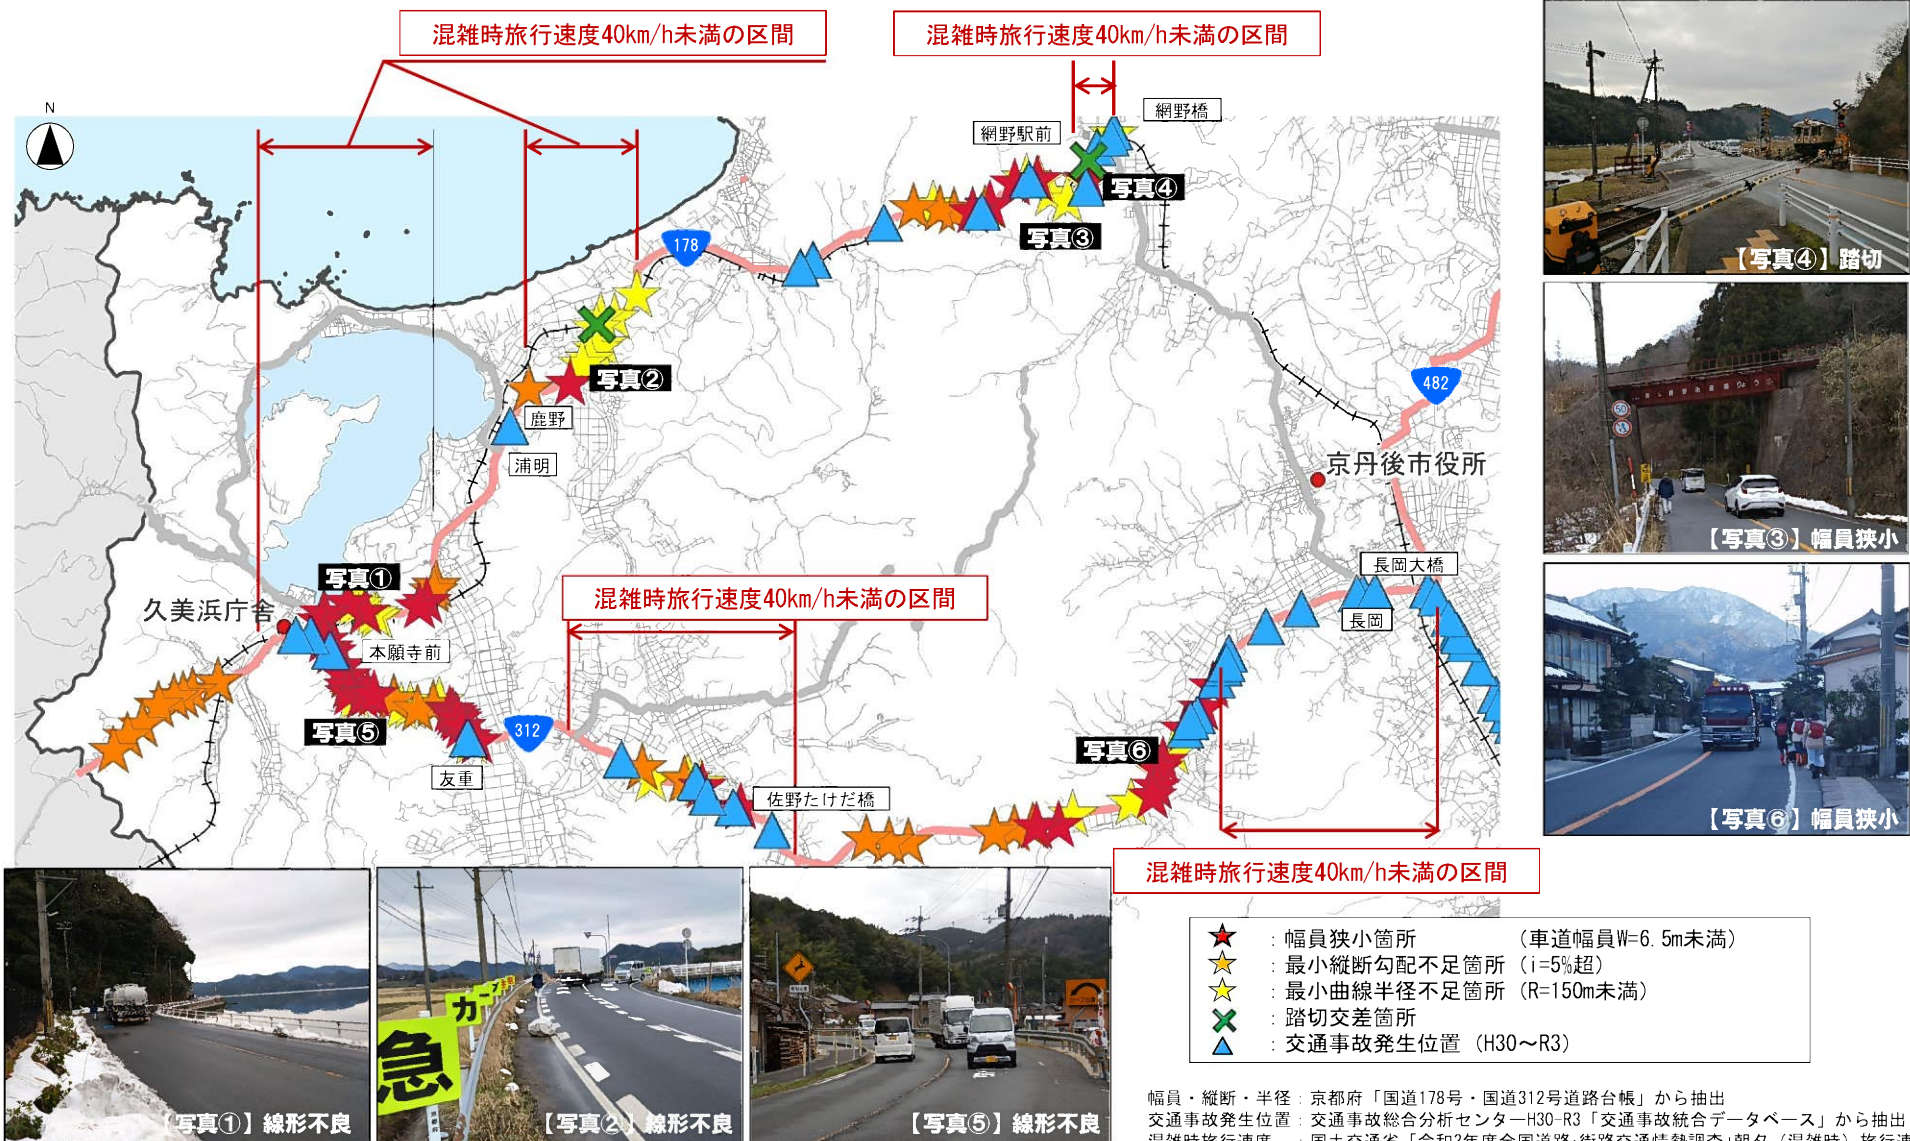 混雑時旅行速度40km/h未満の区間
混雑時旅行速度40km/h未満の区間
N
網野橋
網野駅前
写真④
写真③
178
写真②
鹿野
浦明
482
京丹後市役所
長岡大橋
長岡
写真①
久美浜庁舎
本願寺前
混雑時旅行速度40km/h未満の区間
写真⑤
312
友重
写真⑥
佐野たけだ橋
混雑時旅行速度40km/h未満の区間
【写真④】踏切
50
【写真③】幅員狭小
【写真⑥】幅員狭小
急
カーブ
【写真①】線形不良
【写真②】線形不良
【写真⑤】線形不良
：幅員狭小箇所　（車道幅員W=6.5m未満）
：最小縦断勾配不足箇所（i=5%超）
：最小曲線半径不足箇所（R=150m未満）
：踏切交差箇所
：交通事故発生位置（H30～R3）
幅員・縦断・半径：京都府「国道178号・国道312号道路台帳」から抽出
交通事故発生位置：交通事故総合分析センターH30-R3「交通事故統合データベース」から抽出